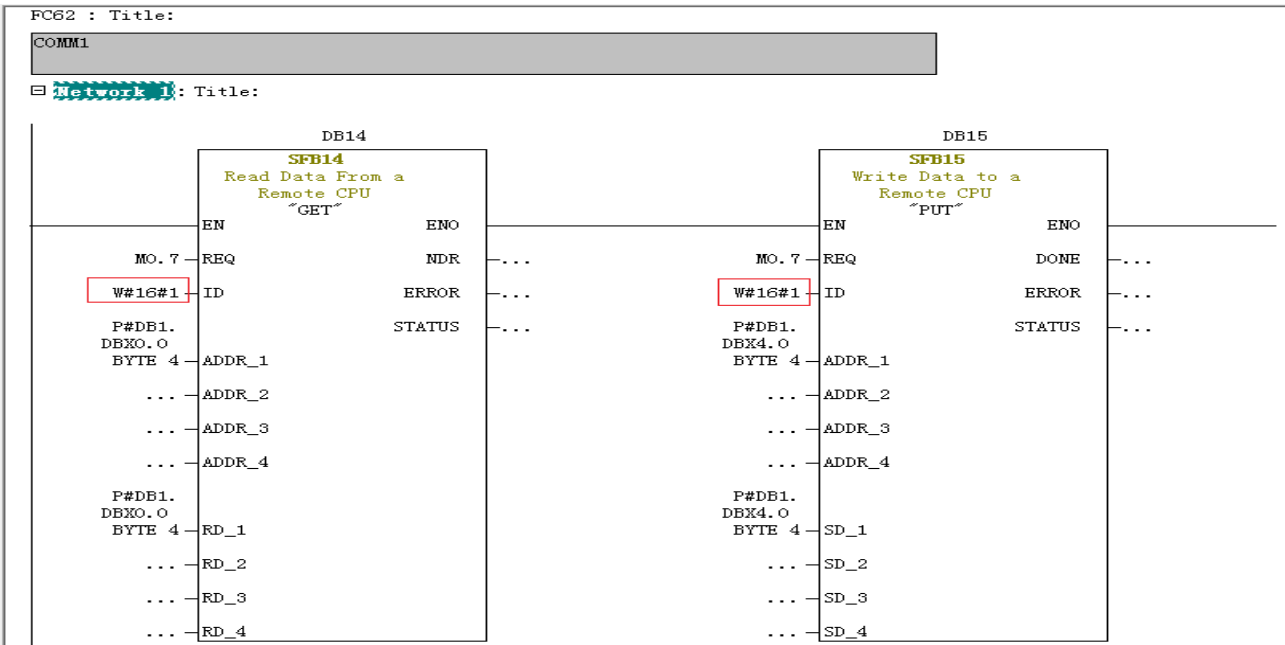 FC62 : Title:
COMM1
Network 1: Title:
DB14 DB15
SFB14 SFB15
Read Data From a Write Data to a
Remote CPU Remote CPU
"GET" "PUT"
EN ENO EN ENO
M0.7 REQ NDR ... M0.7 REQ DONE ...
W#16#1 ID ERROR ... W#16#1 ID ERROR ...
P#DB1. STATUS ... P#DB1. STATUS ...
DBX0.0 DBX4.0
BYTE 4 ADDR_1 BYTE 4 ADDR_1
... ADDR_2 ... ADDR_2
... ADDR_3 ... ADDR_3
... ADDR_4 ... ADDR_4
P#DB1. P#DB1.
DBX0.0 DBX4.0
BYTE 4 RD_1 BYTE 4 SD_1
... RD_2 ... SD_2
... RD_3 ... SD_3
... RD_4 ... SD_4